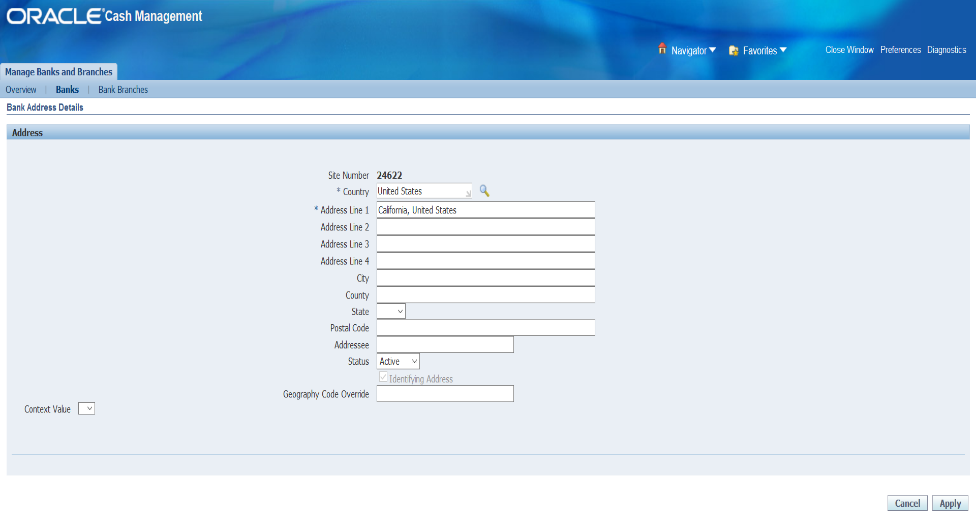 ORACLE® Cash Management
Navigator Favorites Close Window Preferences Diagnostics
Manage Banks and Branches
Overview | Banks | Bank Branches
Bank Address Details
Address
Site Number 24622
* Country United States
* Address Line 1 California, United States
Address Line 2
Address Line 3
Address Line 4
City
County
State
Postal Code
Addressee
Status Active
Identifying Address
Geography Code Override
Context Value
Cancel Apply